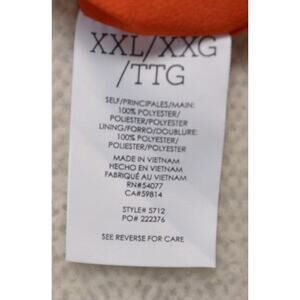 XXL/XXG
/TTG
SELF/PRINCIPALES/MAIN:
100% POLYESTER/
POLIESTER/POLYESTER
LINING/FORRO/DOUBLURE:
100% POLYESTER/
POLIESTER/POLYESTER
MADE IN VIETNAM
HECHO EN VIETNAM
FABRIQUÉ AU VIETNAM
RN#54077
CA#59814
STYLE# 5712
PO# 222376
SEE REVERSE FOR CARE